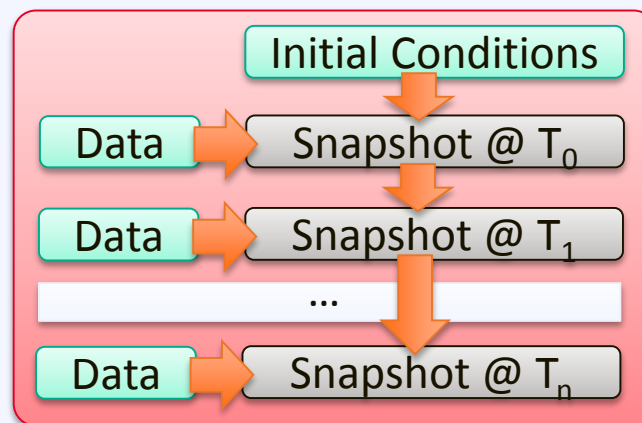 Initial Conditions
Data Snapshot @ T₀
Data Snapshot @ T₁
...
Data Snapshot @ Tₙ